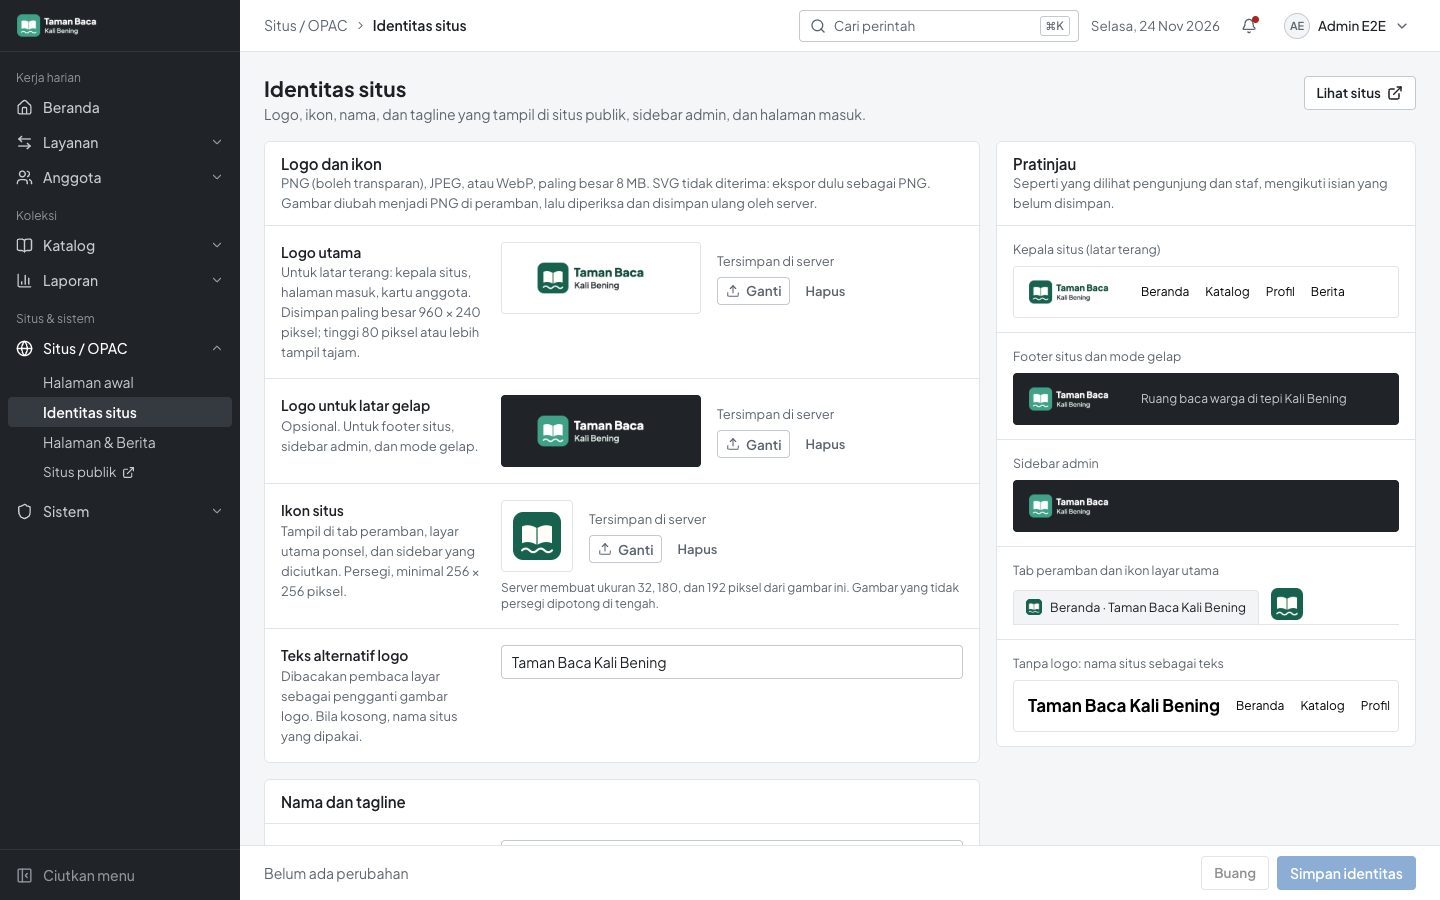 Taman Baca
Kali Bening
Situs / OPAC > Identitas situs
Cari perintah
⌘K
Selasa, 24 Nov 2026
AE
Admin E2E
Kerja harian
Beranda
Layanan
Anggota
Koleksi
Katalog
Laporan
Situs & sistem
Situs / OPAC
Halaman awal
Identitas situs
Halaman & Berita
Situs publik
Sistem
Ciutkan menu
Identitas situs
Logo, ikon, nama, dan tagline yang tampil di situs publik, sidebar admin, dan halaman masuk.
Lihat situs
Logo dan ikon
PNG (boleh transparan), JPEG, atau WebP, paling besar 8 MB. SVG tidak diterima: ekspor dulu sebagai PNG.
Gambar diubah menjadi PNG di peramban, lalu diperiksa dan disimpan ulang oleh server.
Logo utama
Untuk latar terang: kepala situs,
halaman masuk, kartu anggota.
Disimpan paling besar 960 × 240
piksel; tinggi 80 piksel atau lebih
tampil tajam.
Taman Baca
Kali Bening
Tersimpan di server
Ganti
Hapus
Logo untuk latar gelap
Opsional. Untuk footer situs,
sidebar admin, dan mode gelap.
Taman Baca
Kali Bening
Tersimpan di server
Ganti
Hapus
Ikon situs
Tampil di tab peramban, layar
utama ponsel, dan sidebar yang
diciutkan. Persegi, minimal 256 ×
256 piksel.
Tersimpan di server
Ganti
Hapus
Server membuat ukuran 32, 180, dan 192 piksel dari gambar ini. Gambar yang tidak
persegi dipotong di tengah.
Teks alternatif logo
Dibacakan pembaca layar
sebagai pengganti gambar
logo. Bila kosong, nama situs
yang dipakai.
Taman Baca Kali Bening
Nama dan tagline
Pratinjau
Seperti yang dilihat pengunjung dan staf, mengikuti isian yang
belum disimpan.
Kepala situs (latar terang)
Taman Baca
Kali Bening
Beranda Katalog Profil Berita
Footer situs dan mode gelap
Taman Baca
Kali Bening
Ruang baca warga di tepi Kali Bening
Sidebar admin
Taman Baca
Kali Bening
Tab peramban dan ikon layar utama
Beranda · Taman Baca Kali Bening
Tanpa logo: nama situs sebagai teks
Taman Baca Kali Bening Beranda Katalog Profil
Belum ada perubahan
Buang
Simpan identitas